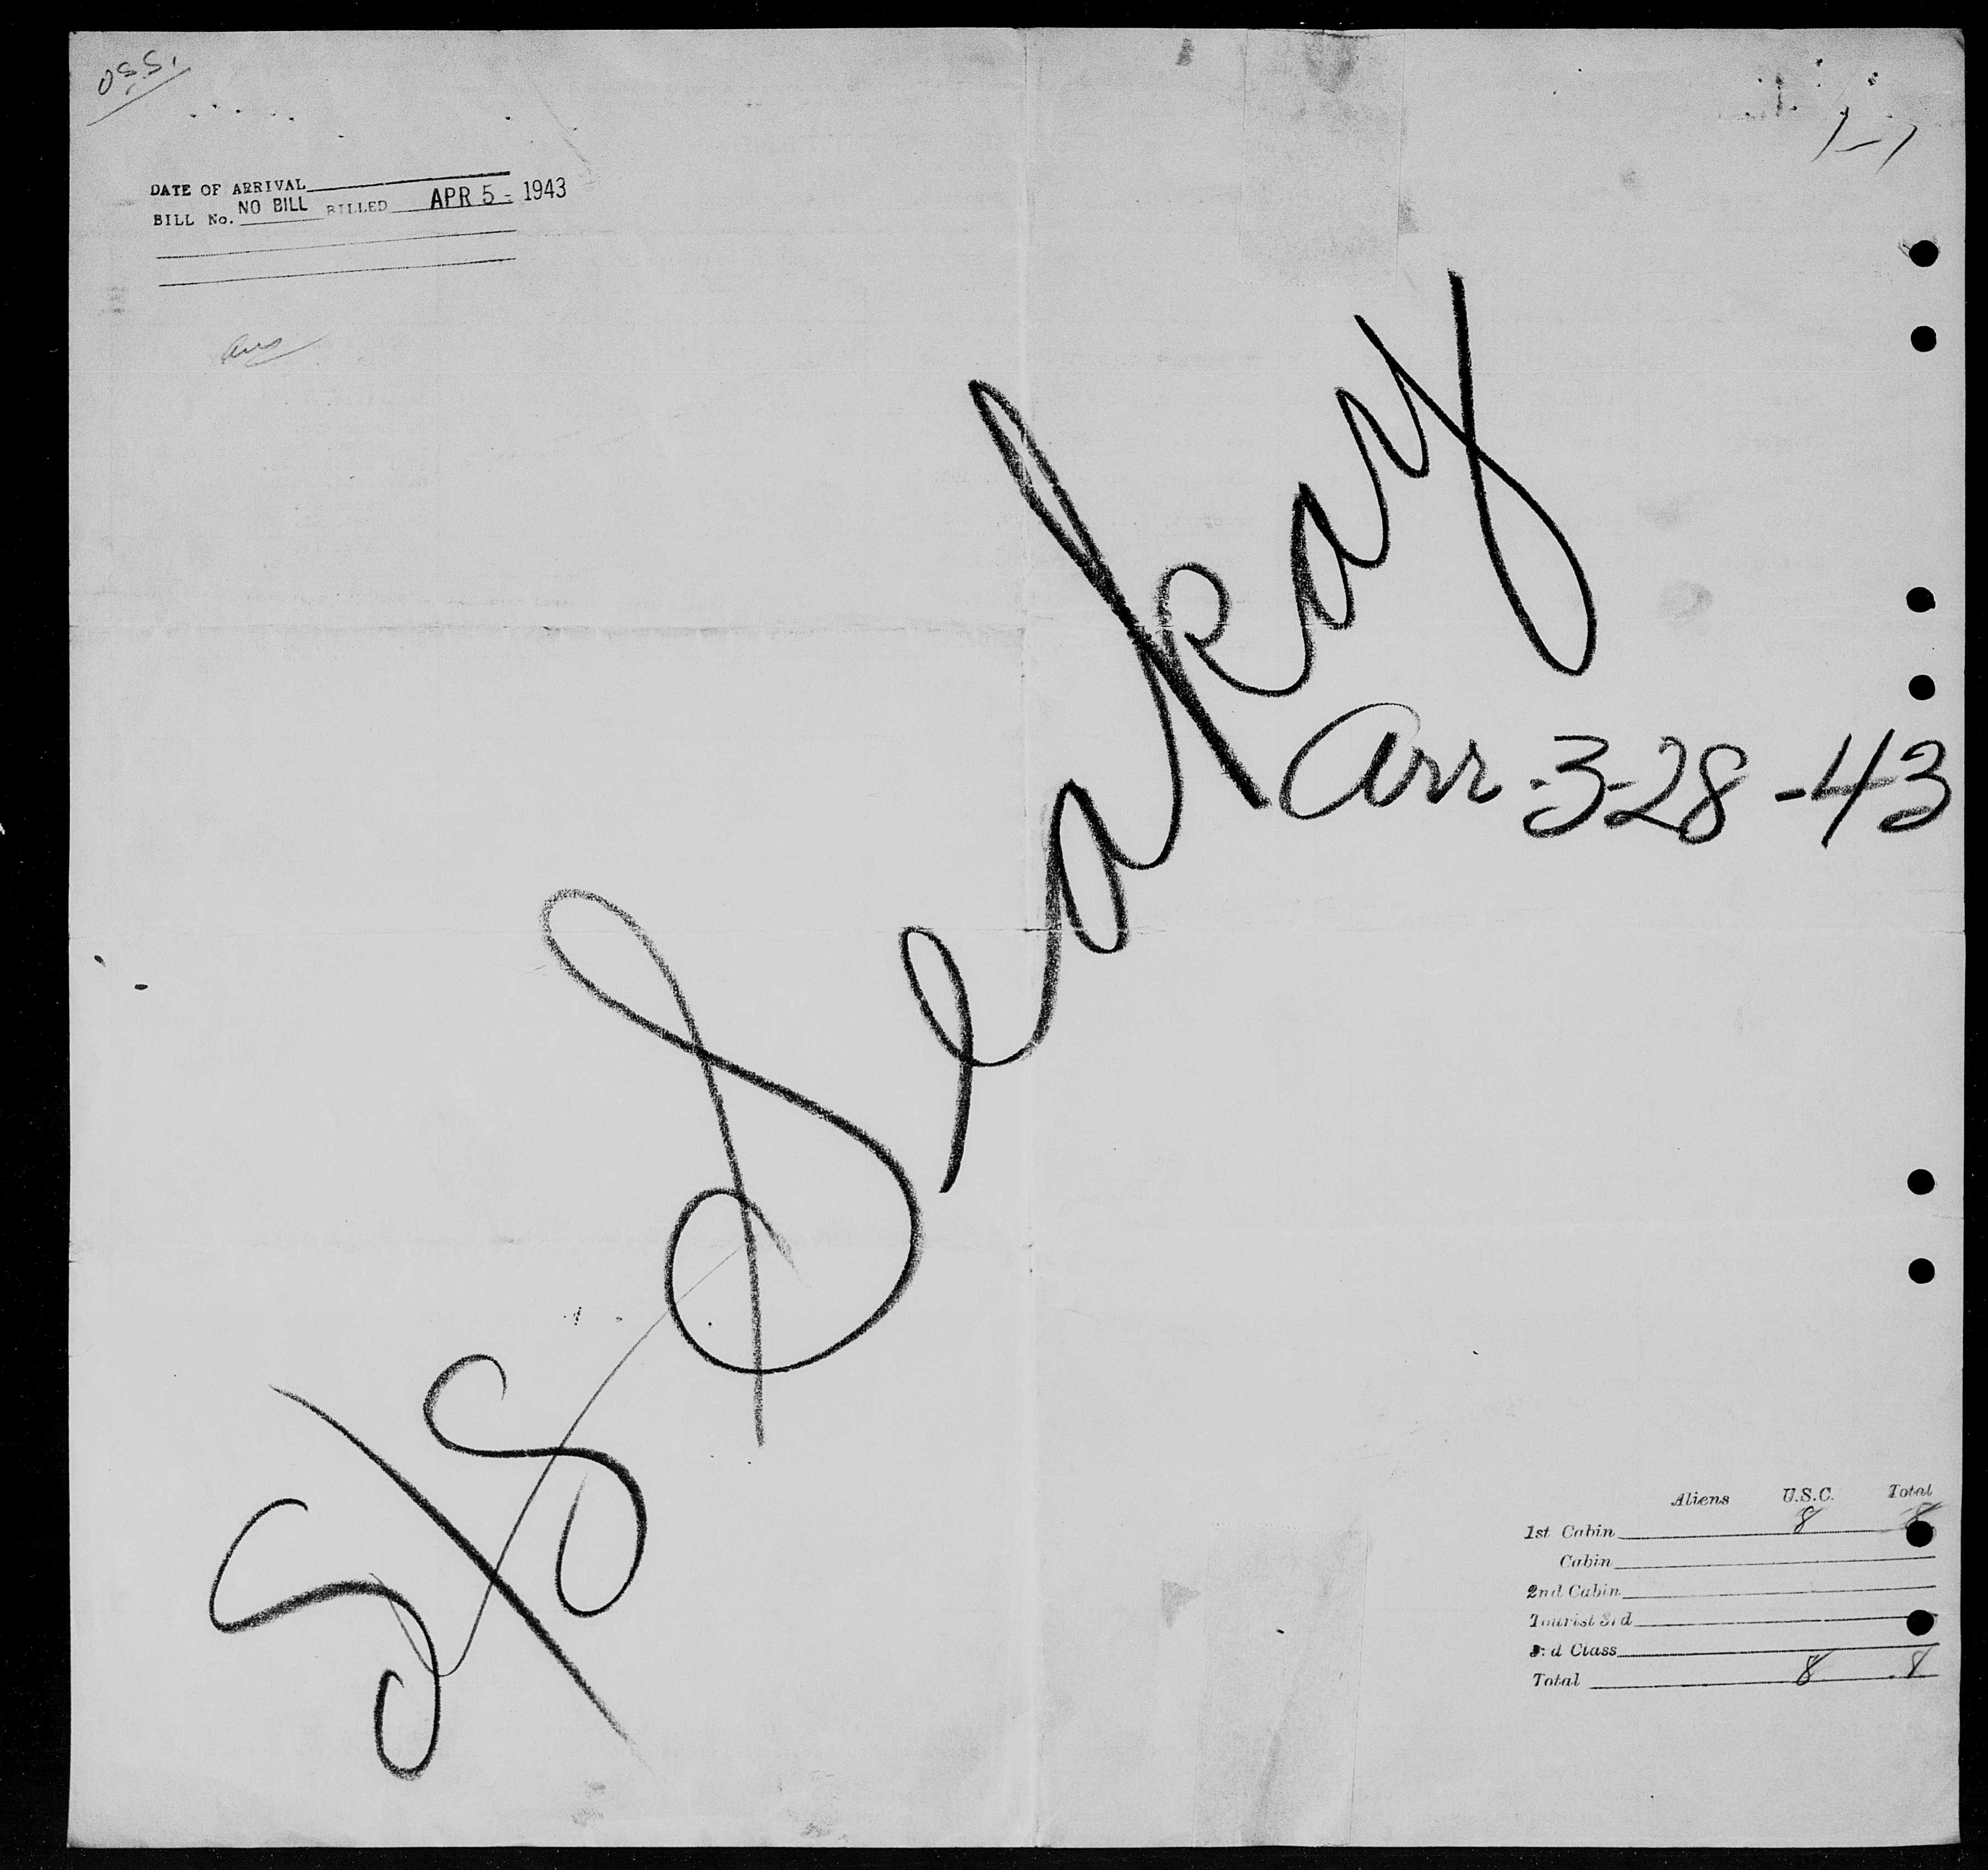 O.S.S.
1-1
DATE OF ARRIVAL
BILL No. NO BILL BILLED APR 5 - 1943
S/S Seakay
Arr. 3-28-43
Aliens U.S.C. Total
1st Cabin 8 8
Cabin
2nd Cabin
Tourist 3rd
3rd Class
Total 8 8